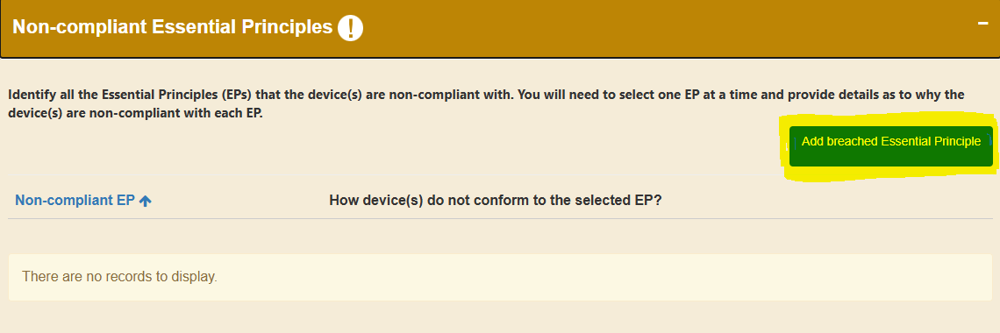 Non-compliant Essential Principles
Identify all the Essential Principles (EPs) that the device(s) are non-compliant with. You will need to select one EP at a time and provide details as to why the
device(s) are non-compliant with each EP.
Add breached Essential Principle
Non-compliant EP How device(s) do not conform to the selected EP?
There are no records to display.